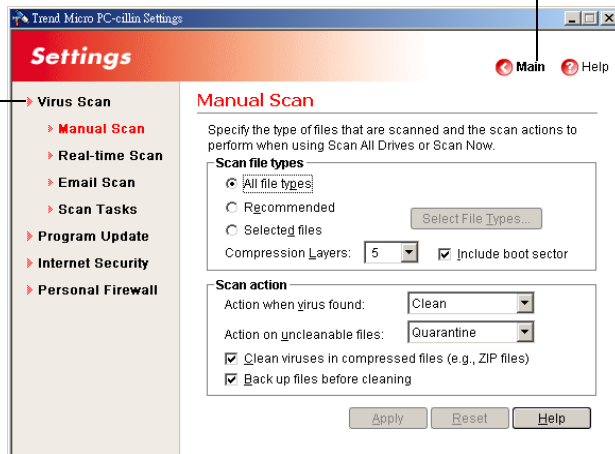 Trend Micro PC-cillin Settings
Settings
Main
Help
Virus Scan
Manual Scan
Real-time Scan
Email Scan
Scan Tasks
Program Update
Internet Security
Personal Firewall
Manual Scan
Specify the type of files that are scanned and the scan actions to
perform when using Scan All Drives or Scan Now.
Scan file types
All file types
Recommended
Selected files
Select File Types...
Compression Layers: 5 Include boot sector
Scan action
Action when virus found: Clean
Action on uncleanable files: Quarantine
Clean viruses in compressed files (e.g., ZIP files)
Back up files before cleaning
Apply Reset Help